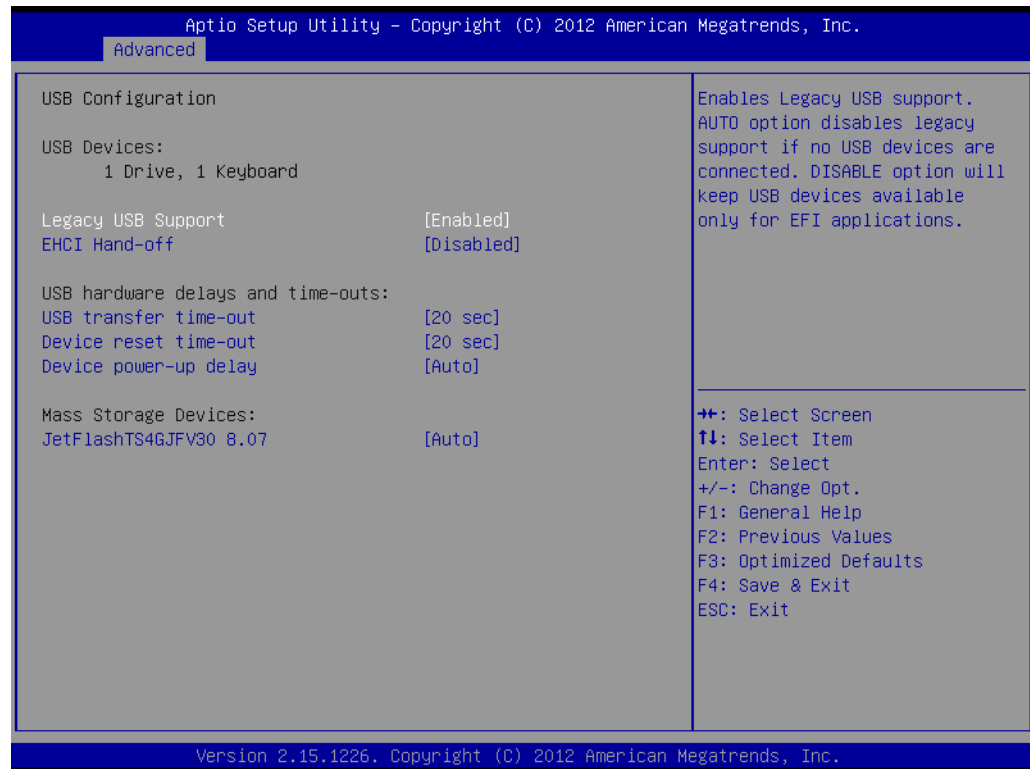 Aptio Setup Utility – Copyright (C) 2012 American Megatrends, Inc.
Advanced
USB Configuration
USB Devices:
1 Drive, 1 Keyboard
Legacy USB Support [Enabled]
EHCI Hand-off [Disabled]
USB hardware delays and time-outs:
USB transfer time-out [20 sec]
Device reset time-out [20 sec]
Device power-up delay [Auto]
Mass Storage Devices:
JetFlashTS4GJFV30 8.07 [Auto]
Enables Legacy USB support.
AUTO option disables legacy
support if no USB devices are
connected. DISABLE option will
keep USB devices available
only for EFI applications.
→←: Select Screen
↑↓: Select Item
Enter: Select
+/-: Change Opt.
F1: General Help
F2: Previous Values
F3: Optimized Defaults
F4: Save & Exit
ESC: Exit
Version 2.15.1226. Copyright (C) 2012 American Megatrends, Inc.